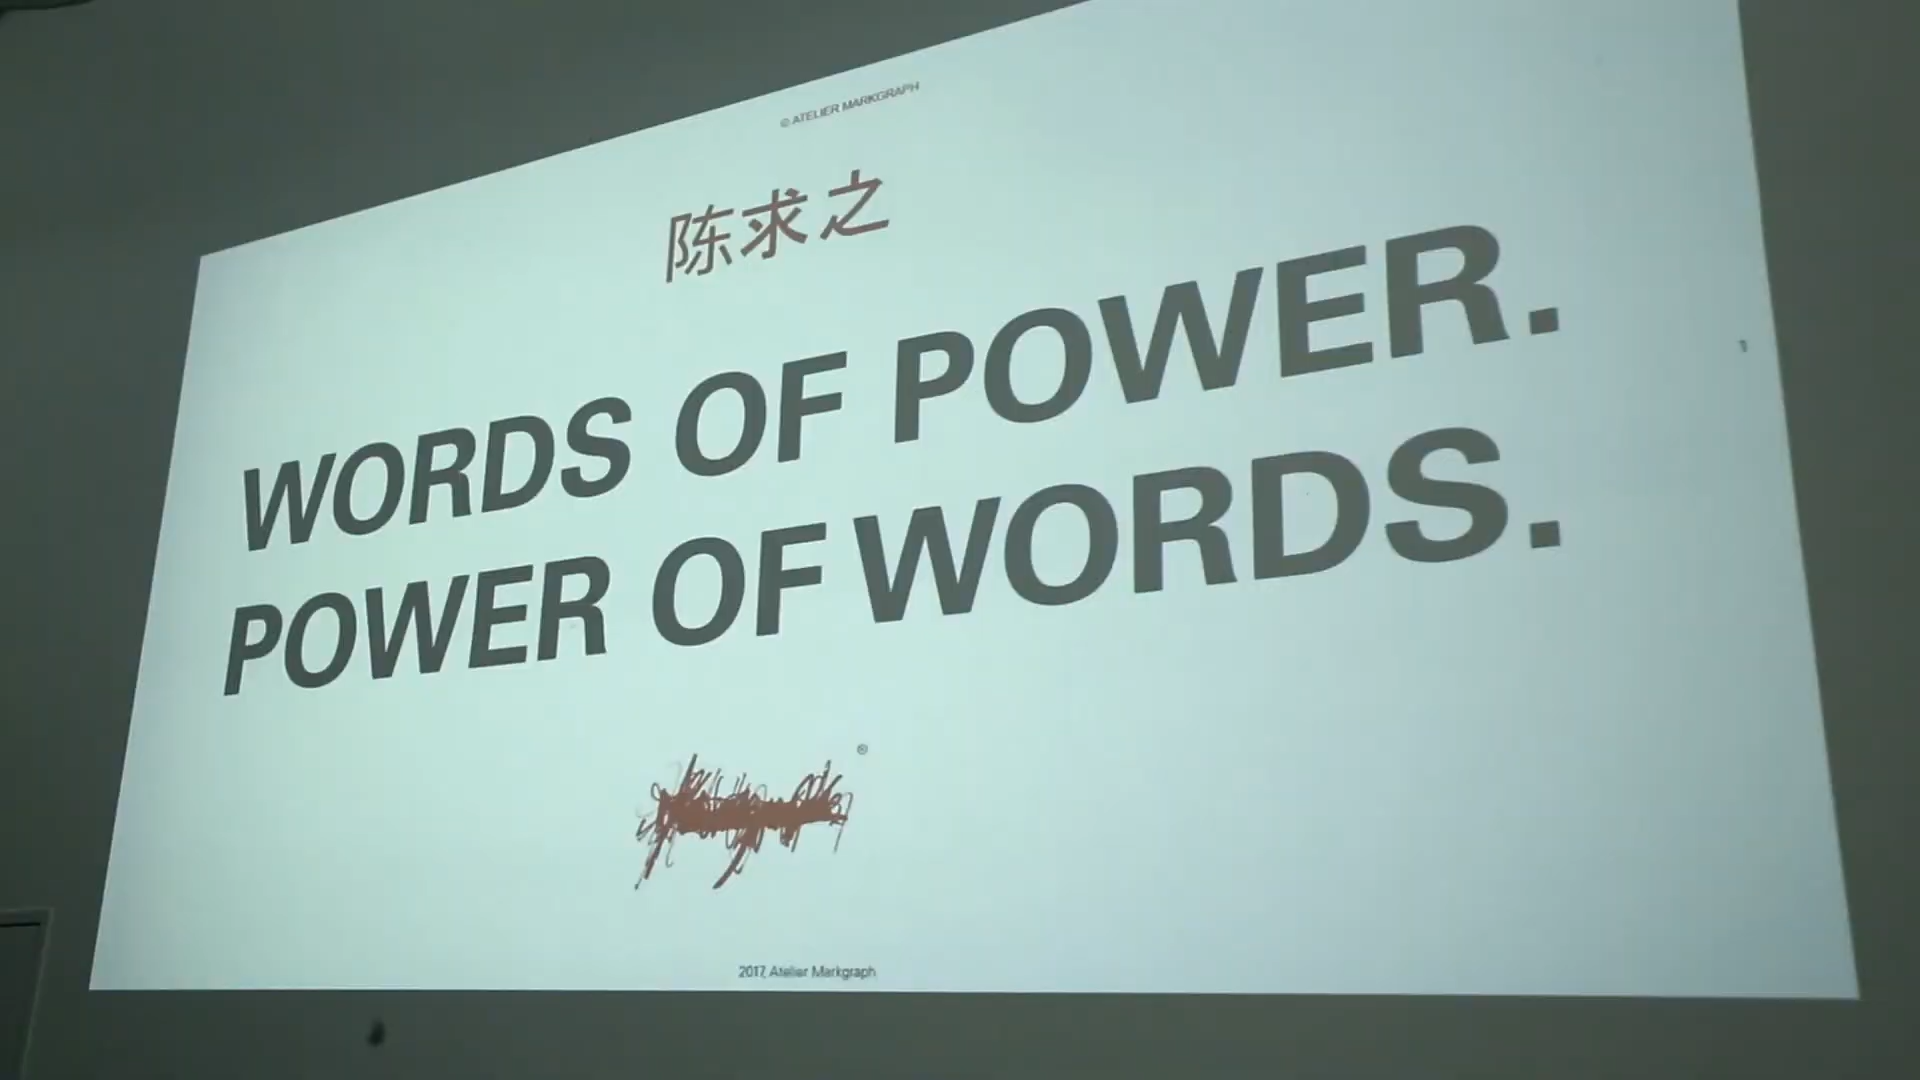 © ATELIER MARKGRAPH
陈求之
WORDS OF POWER.
POWER OF WORDS.
®
2017, Atelier Markgraph